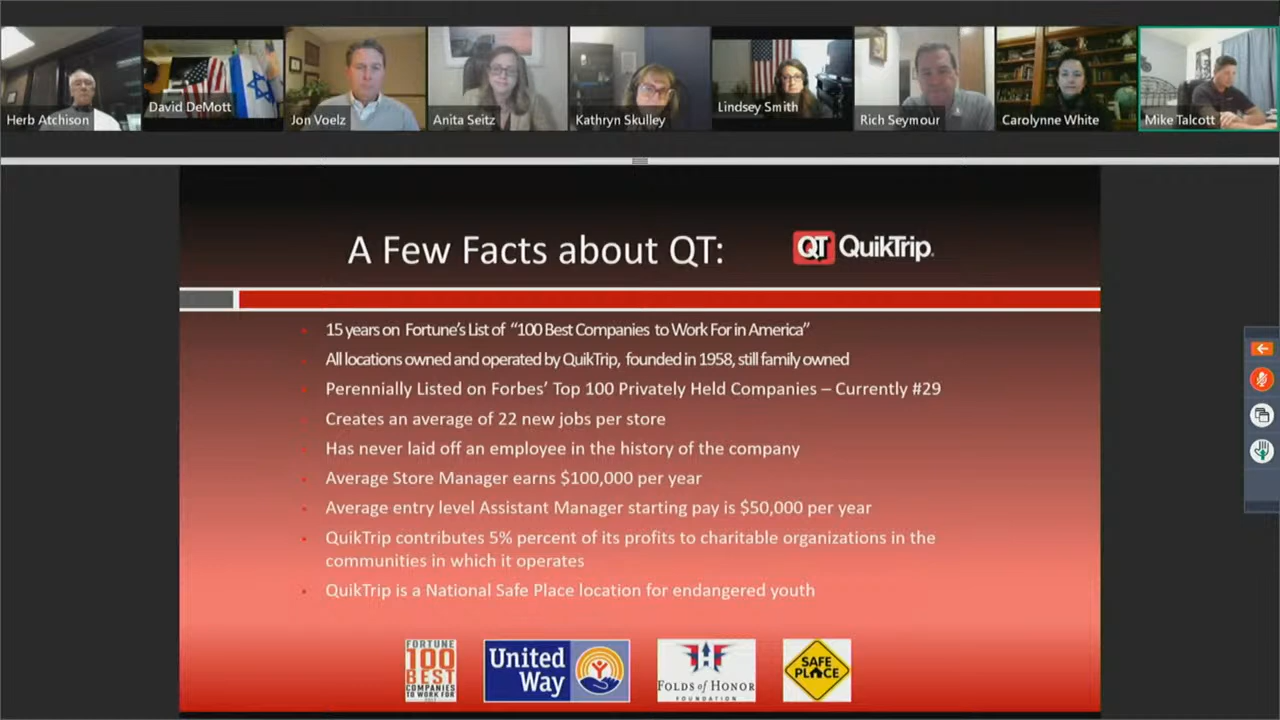 Herb Atchison
David DeMott
Jon Voelz
Anita Seitz
Kathryn Skulley
Lindsey Smith
Rich Seymour
Carolynne White
Mike Talcott
A Few Facts about QT:
QT QuikTrip.
15 years on Fortune's List of "100 Best Companies to Work For in America"
All locations owned and operated by QuikTrip, founded in 1958, still family owned
Perennially Listed on Forbes' Top 100 Privately Held Companies – Currently #29
Creates an average of 22 new jobs per store
Has never laid off an employee in the history of the company
Average Store Manager earns $100,000 per year
Average entry level Assistant Manager starting pay is $50,000 per year
QuikTrip contributes 5% percent of its profits to charitable organizations in the
communities in which it operates
QuikTrip is a National Safe Place location for endangered youth
FORTUNE
100
BEST
COMPANIES
TO WORK FOR
United
Way
FOLDS of HONOR
FOUNDATION
SAFE
PLACE